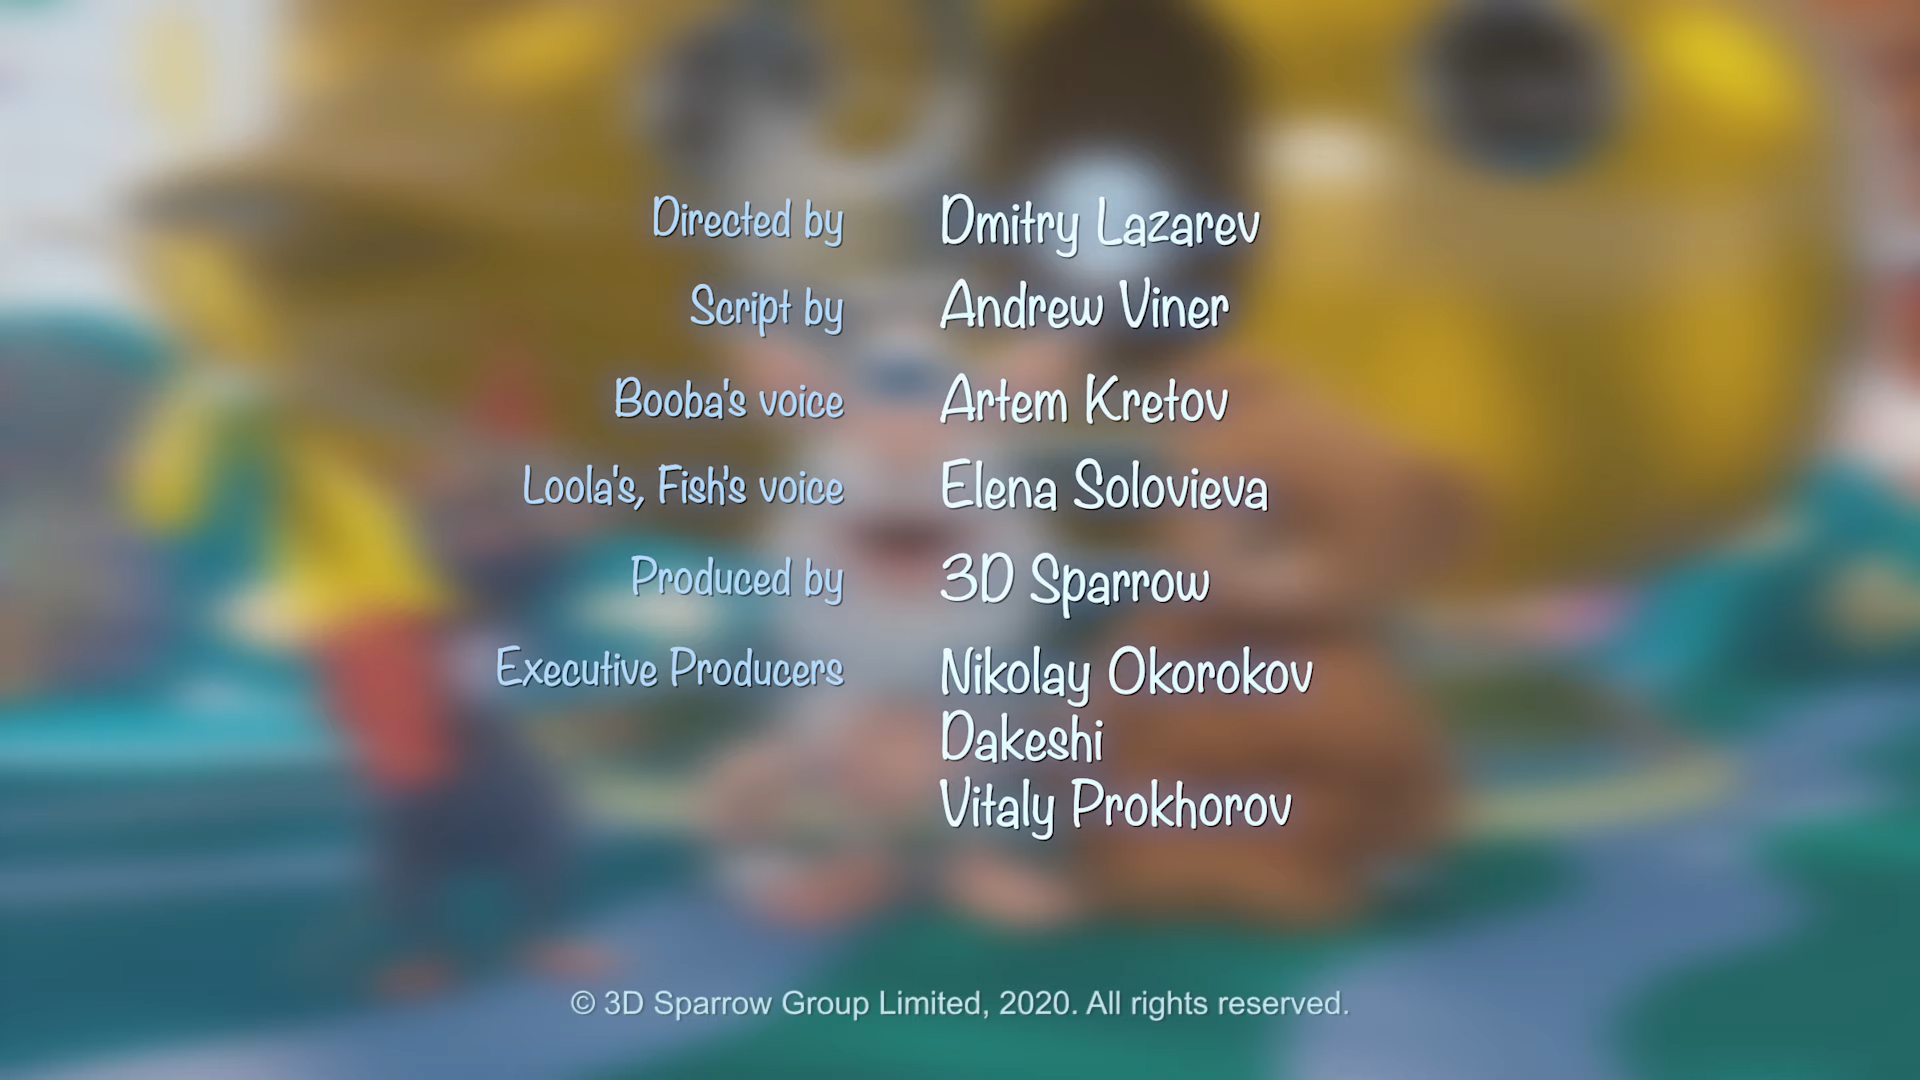 Directed by Dmitry Lazarev
Script by Andrew Viner
Booba's voice Artem Kretov
Loola's, Fish's voice Elena Solovieva
Produced by 3D Sparrow
Executive Producers Nikolay Okorokov
Dakeshi
Vitaly Prokhorov
© 3D Sparrow Group Limited, 2020. All rights reserved.